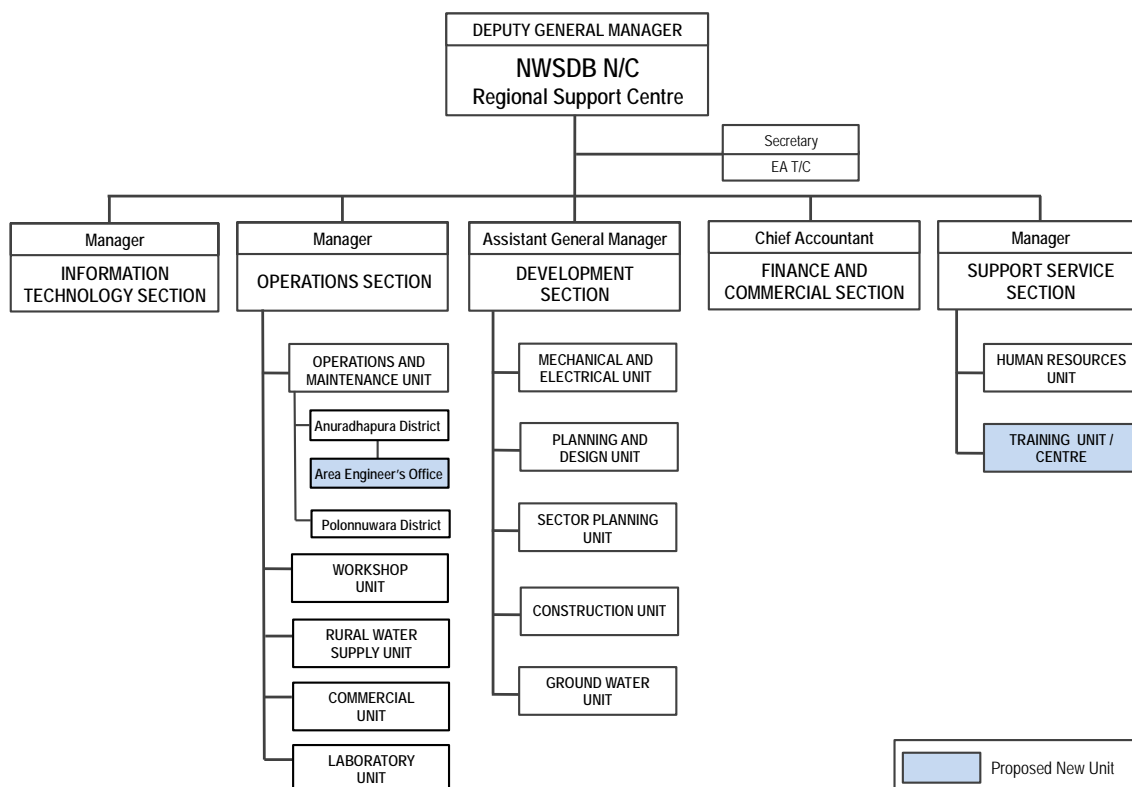 DEPUTY GENERAL MANAGER
NWSDB N/C
Regional Support Centre
Secretary
EA T/C
Manager
INFORMATION
TECHNOLOGY SECTION
Manager
OPERATIONS SECTION
Assistant General Manager
DEVELOPMENT
SECTION
Chief Accountant
FINANCE AND
COMMERCIAL SECTION
Manager
SUPPORT SERVICE
SECTION
OPERATIONS AND
MAINTENANCE UNIT
Anuradhapura District
Area Engineer's Office
Polonnuwara District
WORKSHOP
UNIT
RURAL WATER
SUPPLY UNIT
COMMERCIAL
UNIT
LABORATORY
UNIT
MECHANICAL AND
ELECTRICAL UNIT
PLANNING AND
DESIGN UNIT
SECTOR PLANNING
UNIT
CONSTRUCTION UNIT
GROUND WATER
UNIT
HUMAN RESOURCES
UNIT
TRAINING UNIT /
CENTRE
Proposed New Unit